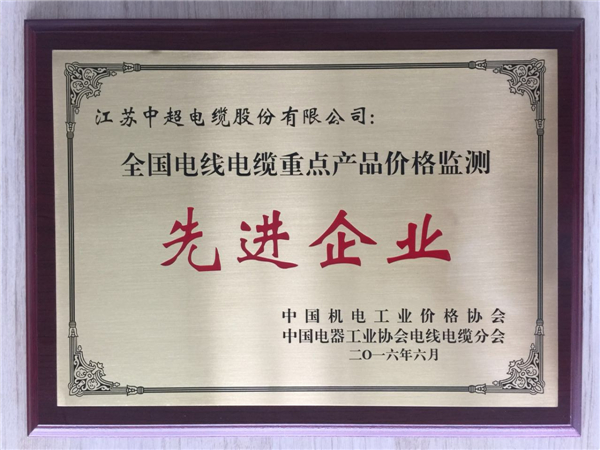 江苏中超电缆股份有限公司：
全国电线电缆重点产品价格监测
先进企业
中国机电工业价格协会
中国电器工业协会电线电缆分会
二〇一六年六月